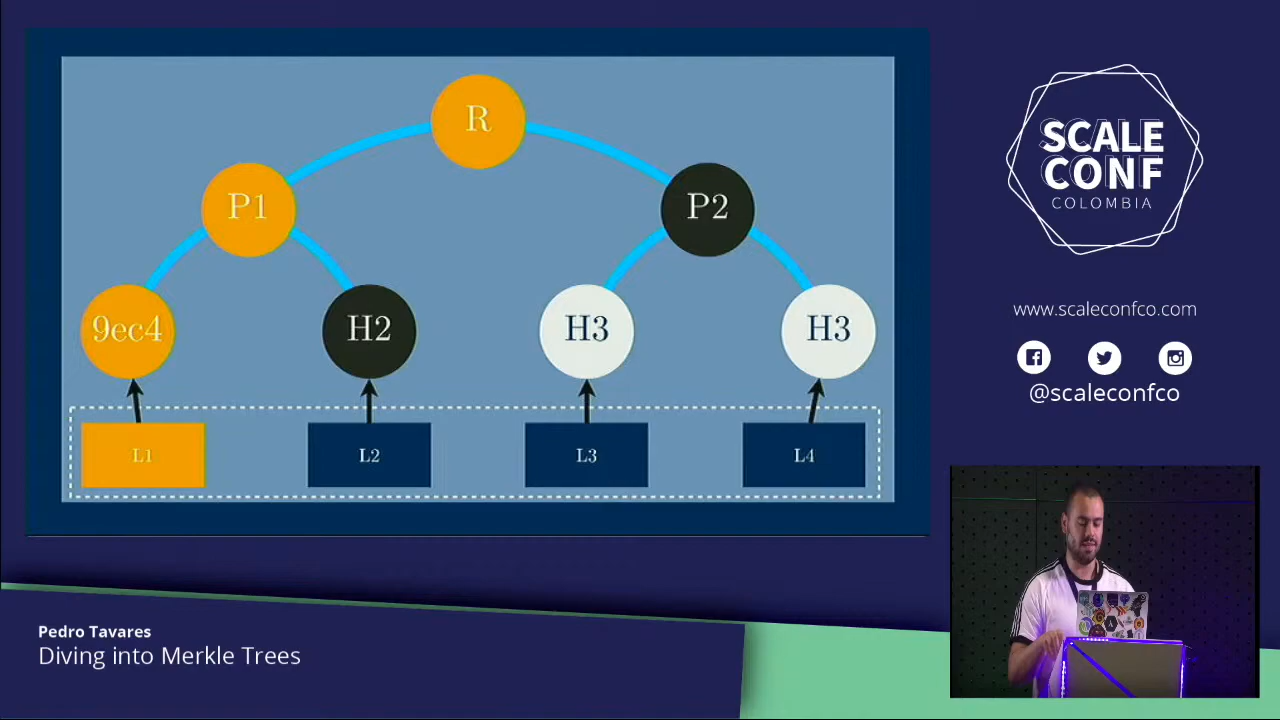 R
P1
P2
9ec4
H2
H3
H3
L1
L2
L3
L4
SCALE
CONF
COLOMBIA
www.scaleconfco.com
@scaleconfco
Pedro Tavares
Diving into Merkle Trees